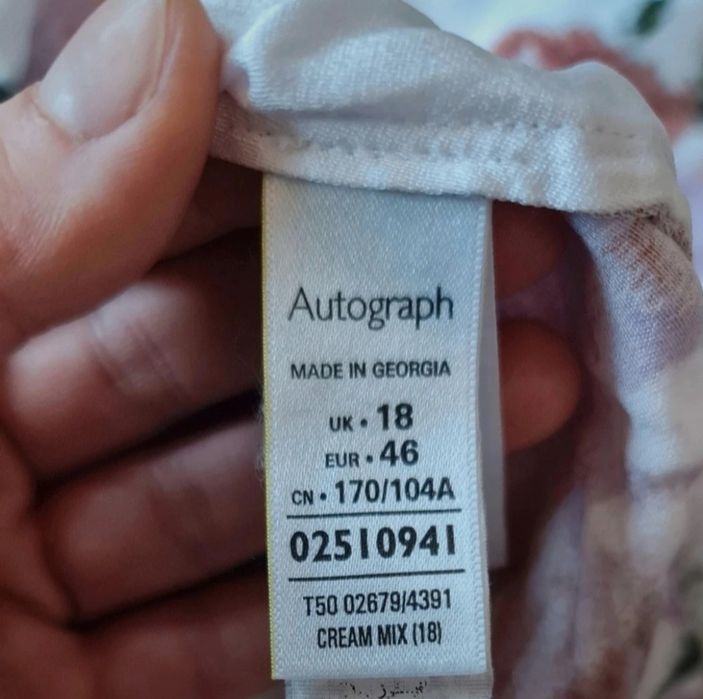 Autograph
MADE IN GEORGIA
UK • 18
EUR • 46
CN • 170/104A
02510941
T50 02679/4391
CREAM MIX (18)